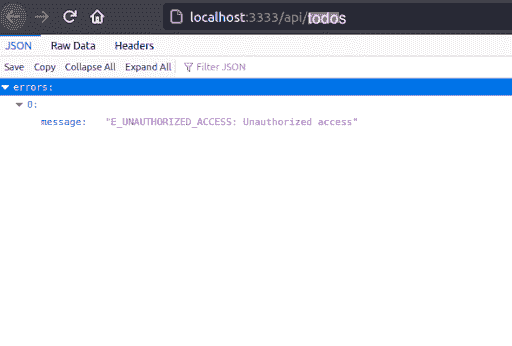 localhost:3333/api/todos
JSON Raw Data Headers
Save Copy Collapse All Expand All Filter JSON
errors:
0:
message: "E_UNAUTHORIZED_ACCESS: Unauthorized access"